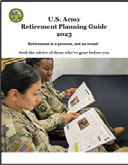 U.S. Army
Retirement Planning Guide
2025
Retirement is a process, not an event!
Seek the advice of those who've gone before you